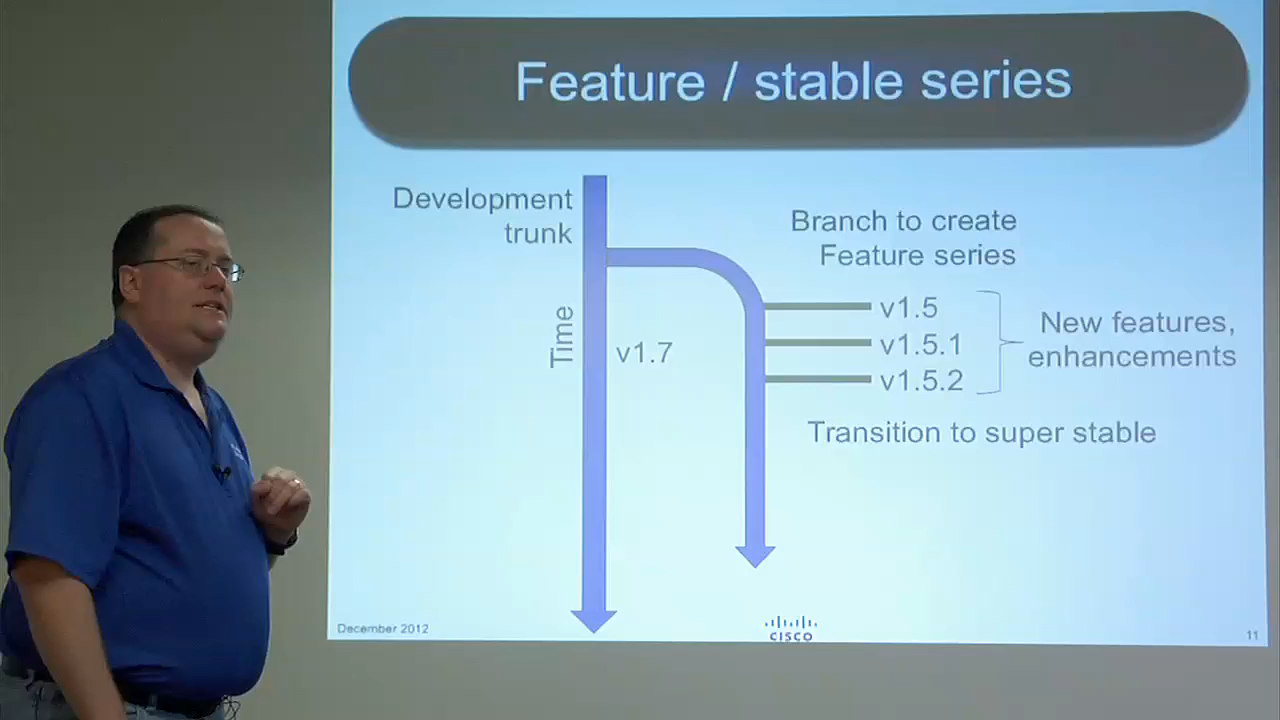 Feature / stable series
Development
trunk
Branch to create
Feature series
Time
v1.7
v1.5
v1.5.1
v1.5.2
New features,
enhancements
Transition to super stable
December 2012
CISCO
11